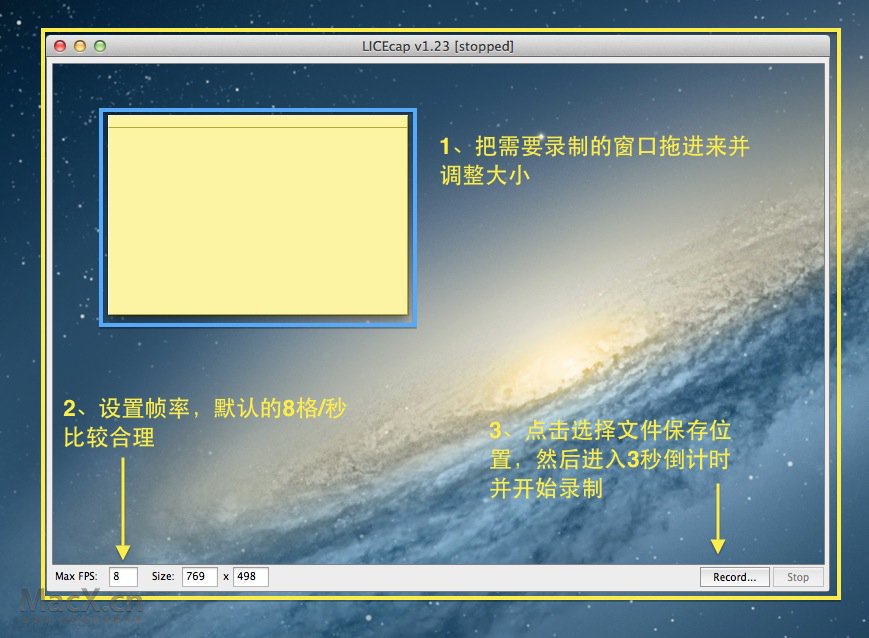 LICEcap v1.23 [stopped]
1、把需要录制的窗口拖进来并
调整大小
2、设置帧率，默认的8格/秒
比较合理
3、点击选择文件保存位
置，然后进入3秒倒计时
并开始录制
Max FPS: 8 Size: 769 x 498 Record... Stop
MacX.cn